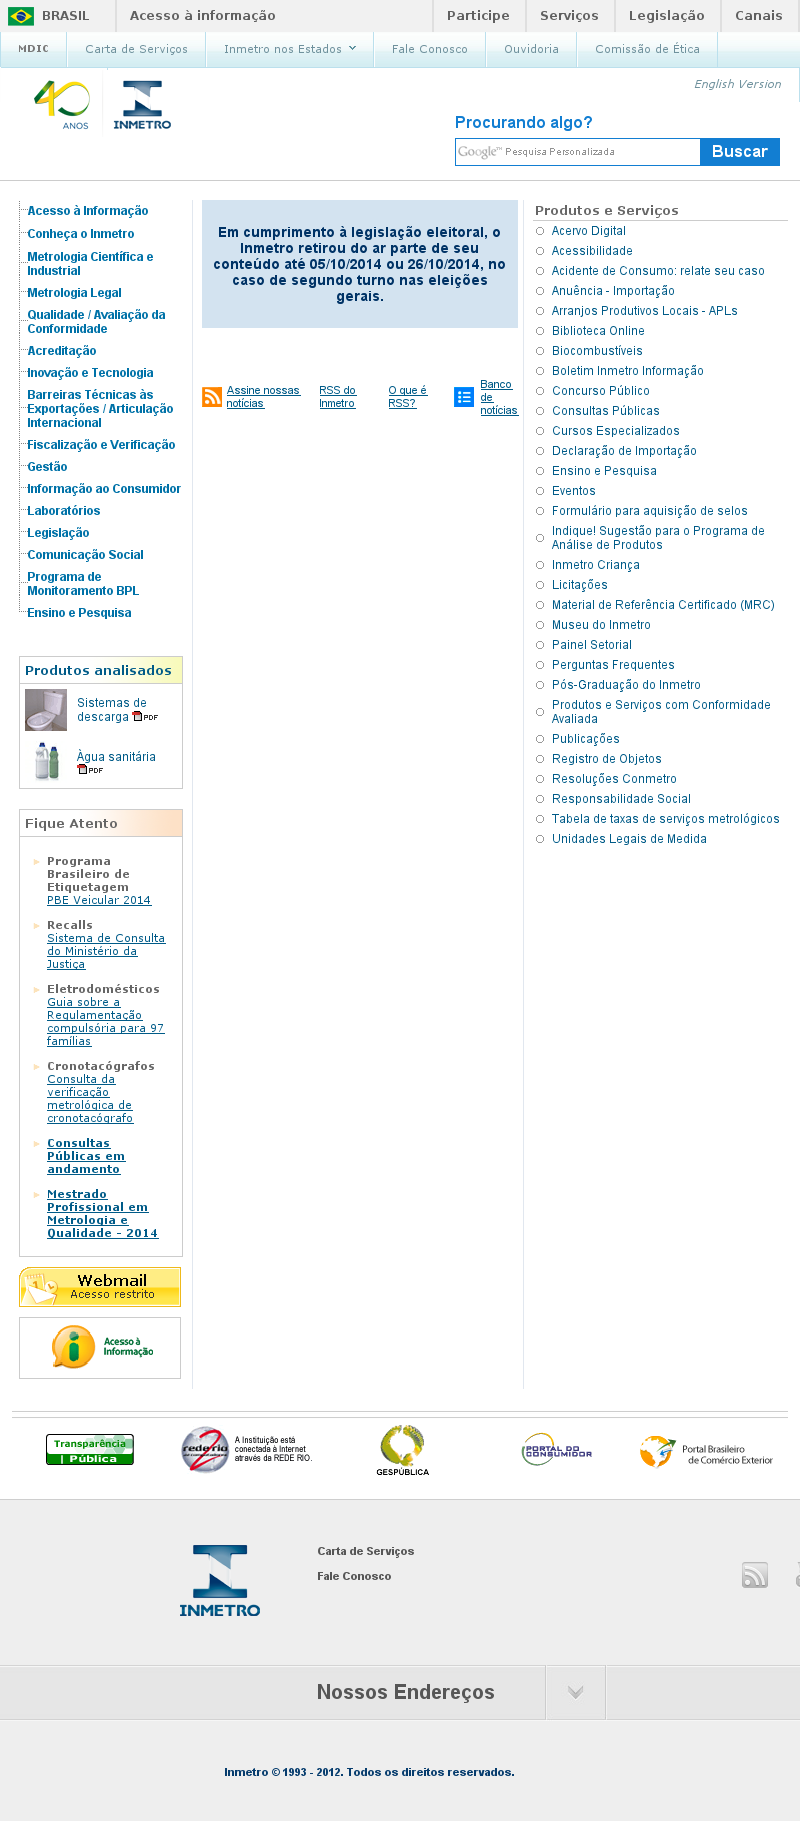 BRASIL
Acesso à informação
Participe
Serviços
Legislação
Canais
MDIC
Carta de Serviços
Inmetro nos Estados
Fale Conosco
Ouvidoria
Comissão de Ética
English Version
40
ANOS
INMETRO
Procurando algo?
Google™ Pesquisa Personalizada
Buscar
Acesso à Informação
Conheça o Inmetro
Metrologia Científica e
Industrial
Metrologia Legal
Qualidade / Avaliação da
Conformidade
Acreditação
Inovação e Tecnologia
Barreiras Técnicas às
Exportações / Articulação
Internacional
Fiscalização e Verificação
Gestão
Informação ao Consumidor
Laboratórios
Legislação
Comunicação Social
Programa de
Monitoramento BPL
Ensino e Pesquisa
Produtos analisados
Sistemas de
descarga PDF
Água sanitária
PDF
Fique Atento
Programa
Brasileiro de
Etiquetagem
PBE Veicular 2014
Recalls
Sistema de Consulta
do Ministério da
Justiça
Eletrodomésticos
Guia sobre a
Regulamentação
compulsória para 97
famílias
Cronotacógrafos
Consulta da
verificação
metrológica de
cronotacógrafo
Consultas
Públicas em
andamento
Mestrado
Profissional em
Metrologia e
Qualidade - 2014
Webmail
Acesso restrito
Acesso à
Informação
Em cumprimento à legislação eleitoral, o
Inmetro retirou do ar parte de seu
conteúdo até 05/10/2014 ou 26/10/2014, no
caso de segundo turno nas eleições
gerais.
Assine nossas
notícias
RSS do
Inmetro
O que é
RSS?
Banco
de
notícias
Produtos e Serviços
Acervo Digital
Acessibilidade
Acidente de Consumo: relate seu caso
Anuência - Importação
Arranjos Produtivos Locais - APLs
Biblioteca Online
Biocombustíveis
Boletim Inmetro Informação
Concurso Público
Consultas Públicas
Cursos Especializados
Declaração de Importação
Ensino e Pesquisa
Eventos
Formulário para aquisição de selos
Indique! Sugestão para o Programa de
Análise de Produtos
Inmetro Criança
Licitações
Material de Referência Certificado (MRC)
Museu do Inmetro
Painel Setorial
Perguntas Frequentes
Pós-Graduação do Inmetro
Produtos e Serviços com Conformidade
Avaliada
Publicações
Registro de Objetos
Resoluções Conmetro
Responsabilidade Social
Tabela de taxas de serviços metrológicos
Unidades Legais de Medida
Transparência
Pública
rede rio
A Instituição está
conectada à Internet
através da REDE RIO.
GESPÚBLICA
PORTAL DO
CONSUMIDOR
Portal Brasileiro
de Comércio Exterior
INMETRO
Carta de Serviços
Fale Conosco
Nossos Endereços
Inmetro © 1993 - 2012. Todos os direitos reservados.